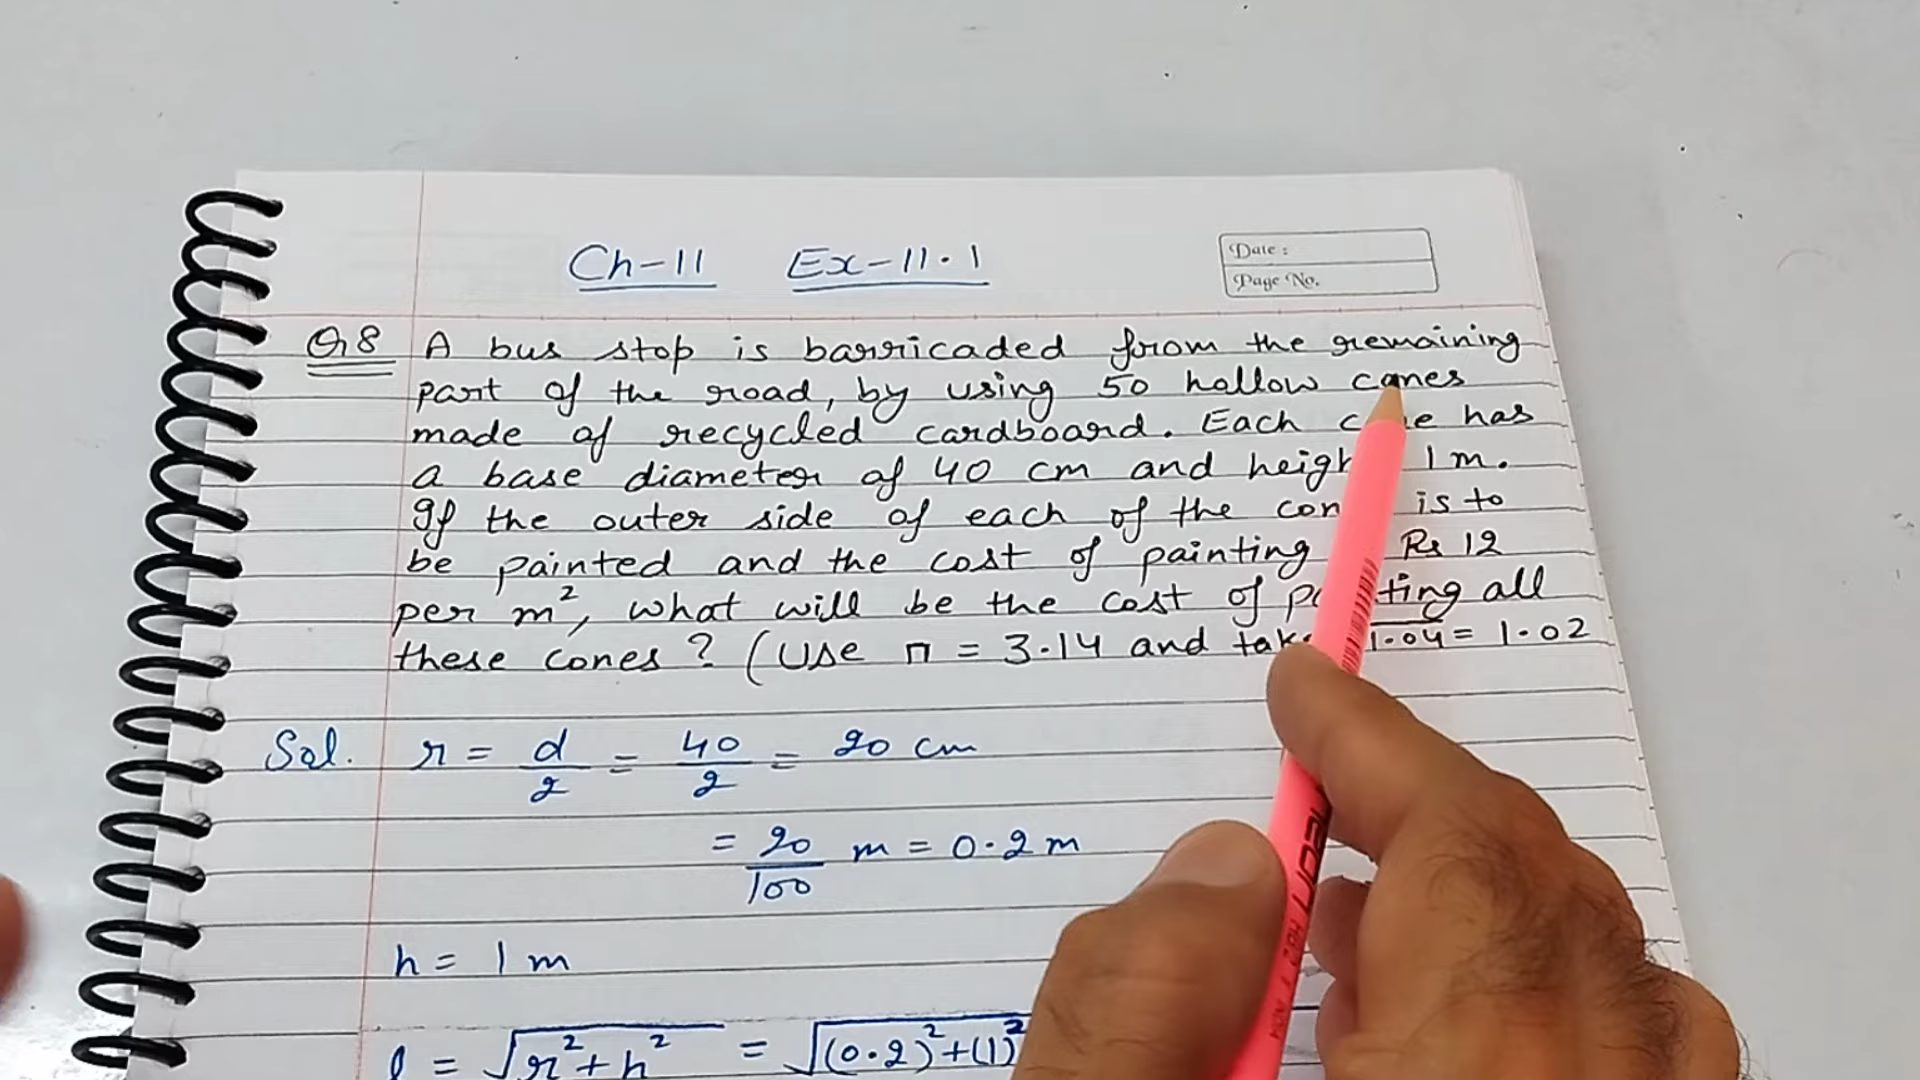 Ch-11 Ex-11.1
Date :
Page No.
Q8 A bus stop is barricaded from the remaining
part of the road, by using 50 hollow cones
made of recycled cardboard. Each has
a base diameter of 40 cm and 1 m.
If the outer side of each of the is to
be painted and the cost of painting Rs 12
per m², what will be the cost of all
these cones ? (Use π = 3.14 and 1.04 = 1.02
Sol. r = d/2 = 40/2 = 20 cm
= 20/100 m = 0.2 m
h = 1 m
l = √r²+h² = √(0.2)²+(1)²
neon